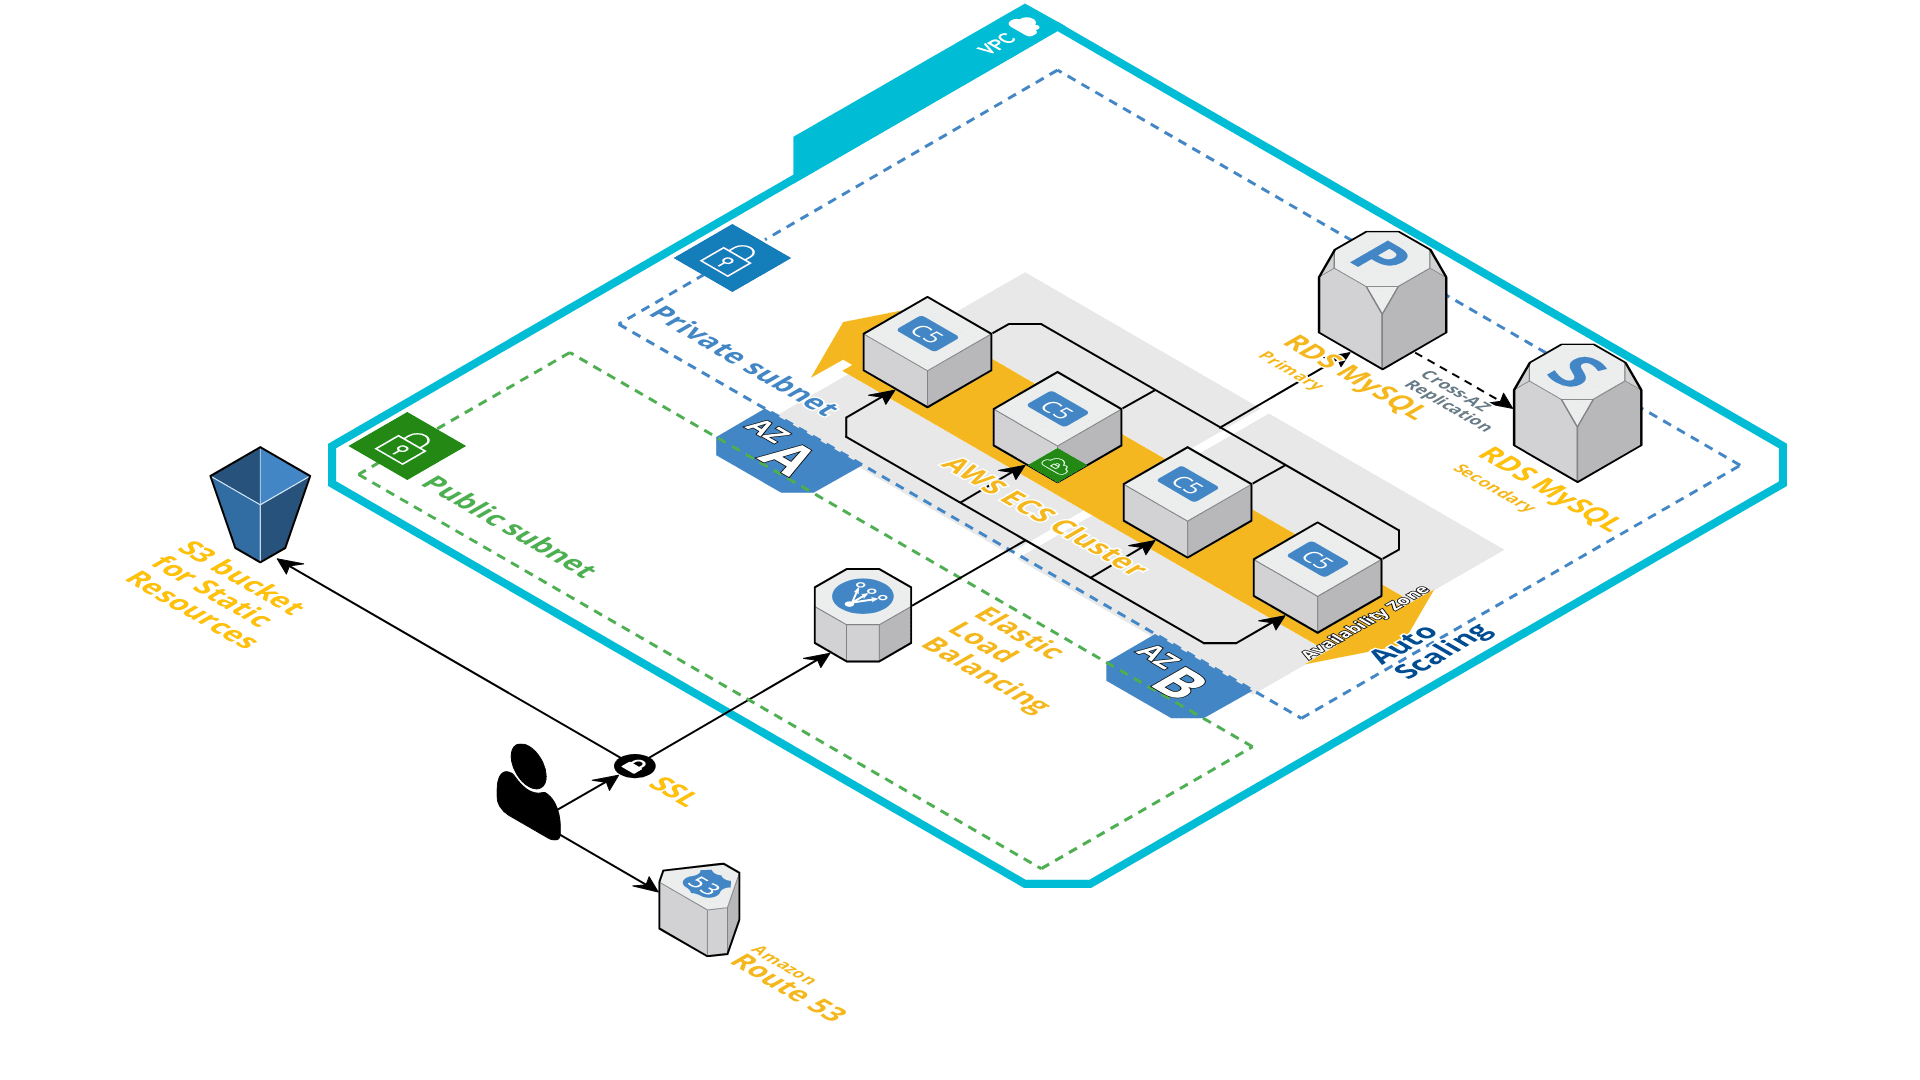 VPC
Private subnet
Public subnet
AZ A
AZ B
C5
C5
C5
C5
AWS ECS Cluster
Availability Zone
Auto
Scaling
P
RDS MySQL
Primary
Cross-AZ
Replication
S
RDS MySQL
Secondary
S3 bucket
for Static
Resources
Elastic
Load
Balancing
SSL
53
Amazon
Route 53